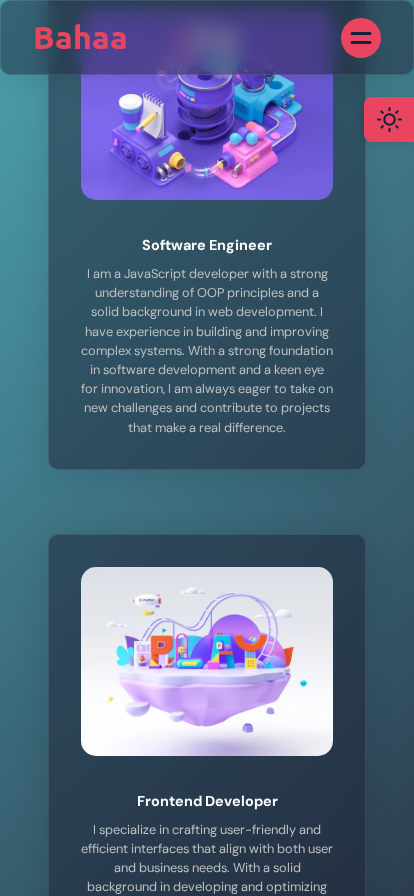 Bahaa
Software Engineer
I am a JavaScript developer with a strong
understanding of OOP principles and a
solid background in web development. I
have experience in building and improving
complex systems. With a strong foundation
in software development and a keen eye
for innovation, I am always eager to take on
new challenges and contribute to projects
that make a real difference.
Frontend Developer
I specialize in crafting user-friendly and
efficient interfaces that align with both user
and business needs. With a solid
background in developing and optimizing